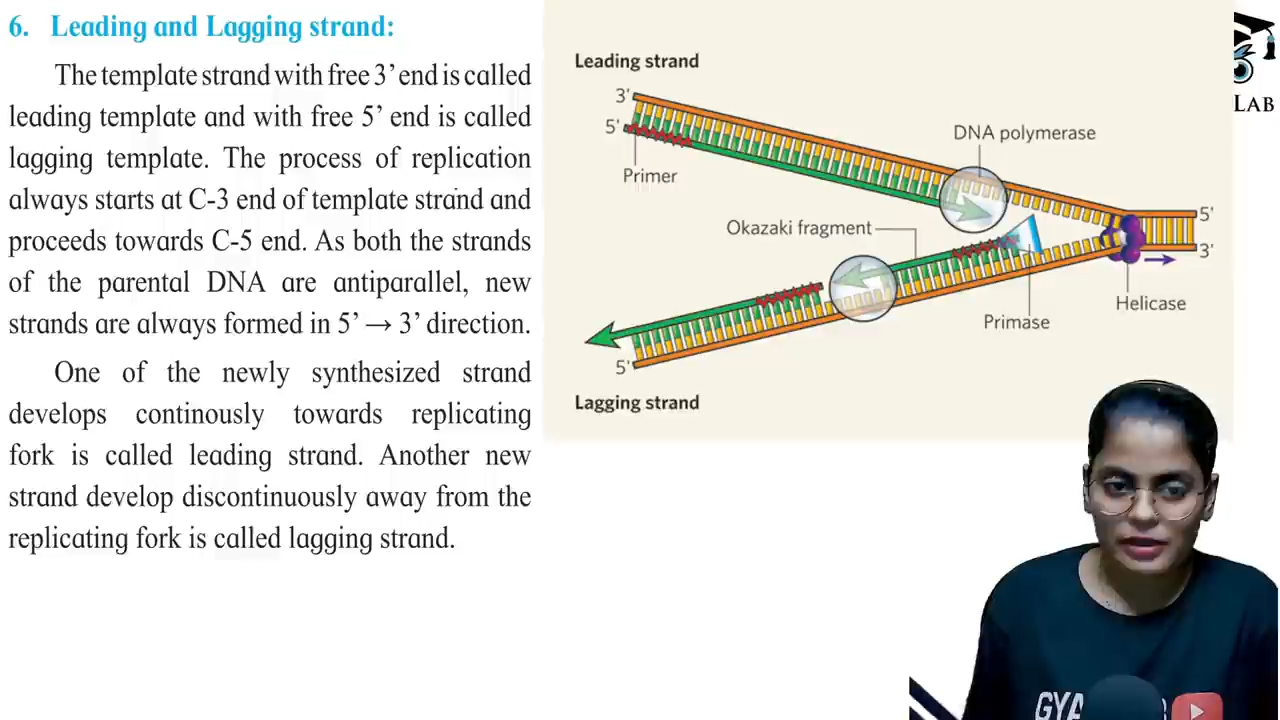 6. Leading and Lagging strand:
The template strand with free 3’ end is called
leading template and with free 5’ end is called
lagging template. The process of replication
always starts at C-3 end of template strand and
proceeds towards C-5 end. As both the strands
of the parental DNA are antiparallel, new
strands are always formed in 5’ → 3’ direction.
One of the newly synthesized strand
develops continously towards replicating
fork is called leading strand. Another new
strand develop discontinuously away from the
replicating fork is called lagging strand.
Leading strand
3’
5’
Primer
DNA polymerase
Okazaki fragment
5’
3’
Helicase
Primase
5’
Lagging strand
LAB
GYA